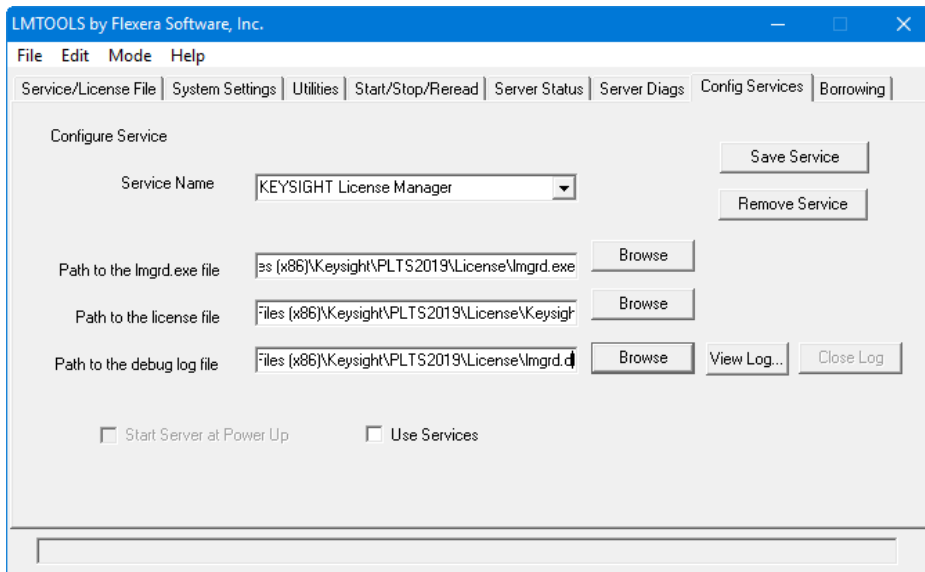 LMTOOLS by Flexera Software, Inc.
File Edit Mode Help
Service/License File System Settings Utilities Start/Stop/Reread Server Status Server Diags Config Services Borrowing
Configure Service
Save Service
Service Name KEYSIGHT License Manager
Remove Service
Path to the lmgrd.exe file es (x86)\Keysight\PLTS2019\License\lmgrd.exe Browse
Path to the license file Files (x86)\Keysight\PLTS2019\License\Keysigh Browse
Path to the debug log file Files (x86)\Keysight\PLTS2019\License\lmgrd.d Browse View Log... Close Log
Start Server at Power Up Use Services